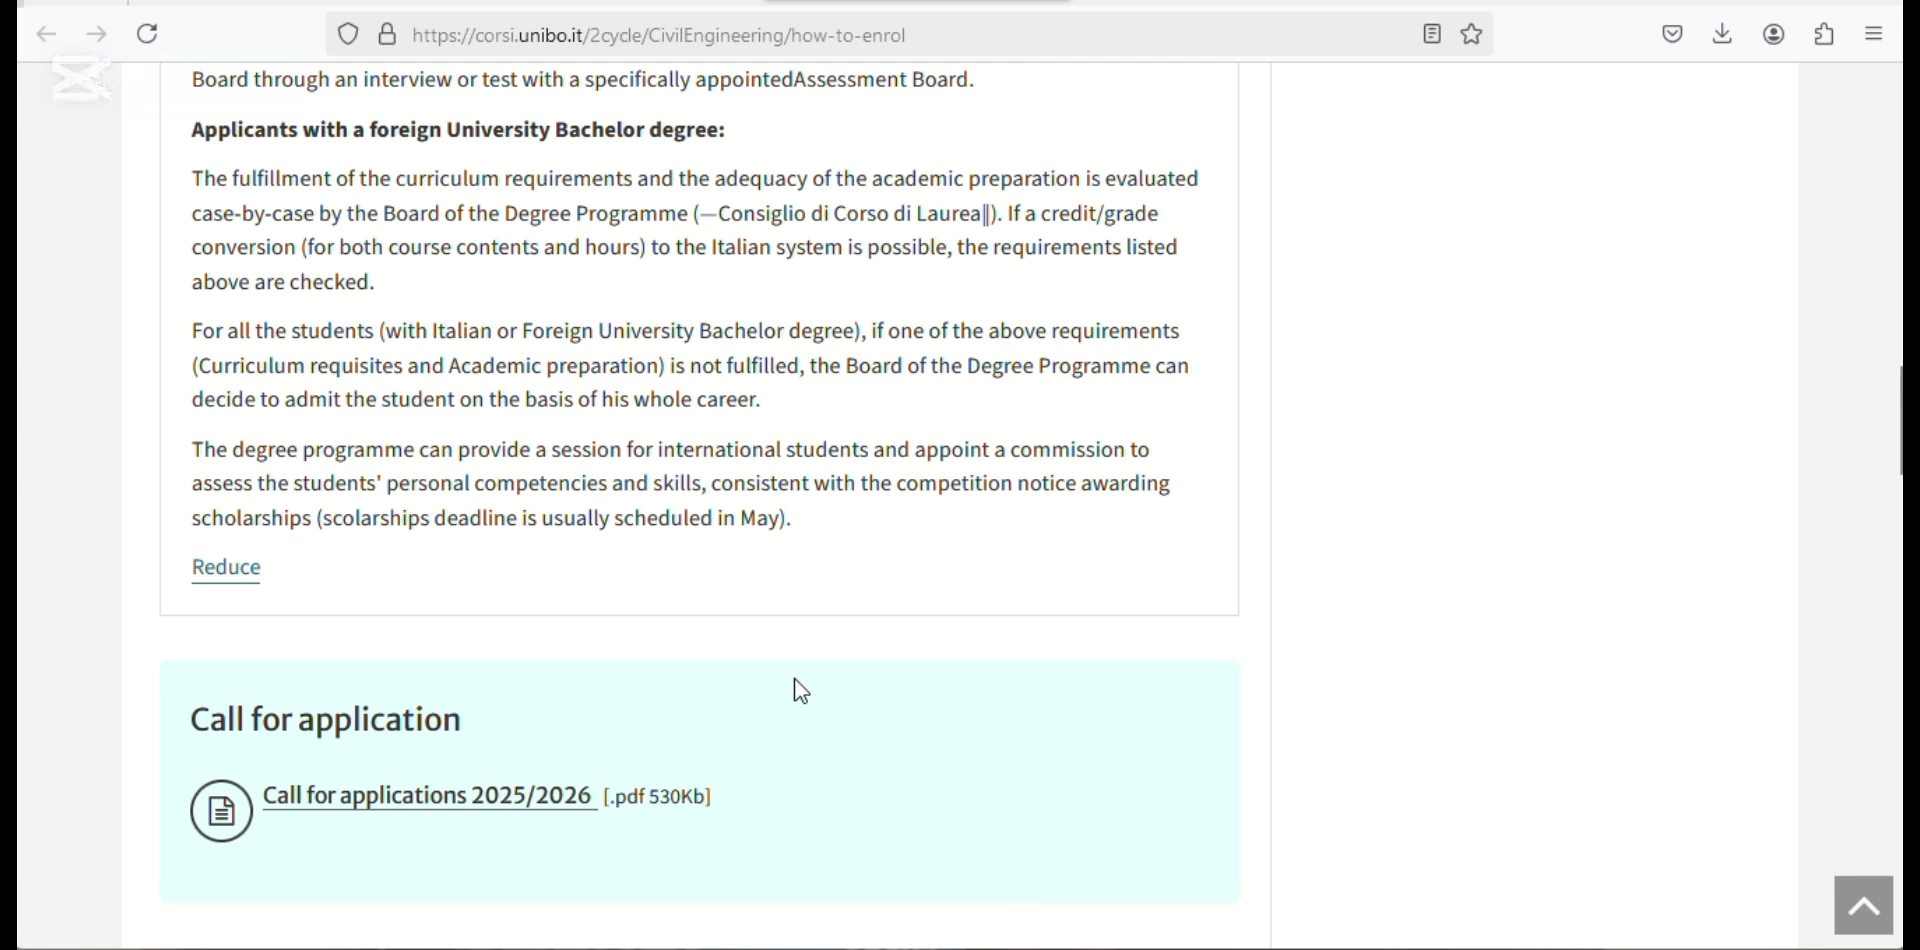 https://corsi.unibo.it/2cycle/CivilEngineering/how-to-enrol
Board through an interview or test with a specifically appointedAssessment Board.
Applicants with a foreign University Bachelor degree:
The fulfillment of the curriculum requirements and the adequacy of the academic preparation is evaluated
case-by-case by the Board of the Degree Programme (―Consiglio di Corso di Laurea‖). If a credit/grade
conversion (for both course contents and hours) to the Italian system is possible, the requirements listed
above are checked.
For all the students (with Italian or Foreign University Bachelor degree), if one of the above requirements
(Curriculum requisites and Academic preparation) is not fulfilled, the Board of the Degree Programme can
decide to admit the student on the basis of his whole career.
The degree programme can provide a session for international students and appoint a commission to
assess the students' personal competencies and skills, consistent with the competition notice awarding
scholarships (scolarships deadline is usually scheduled in May).
Reduce
Call for application
Call for applications 2025/2026 [.pdf 530Kb]